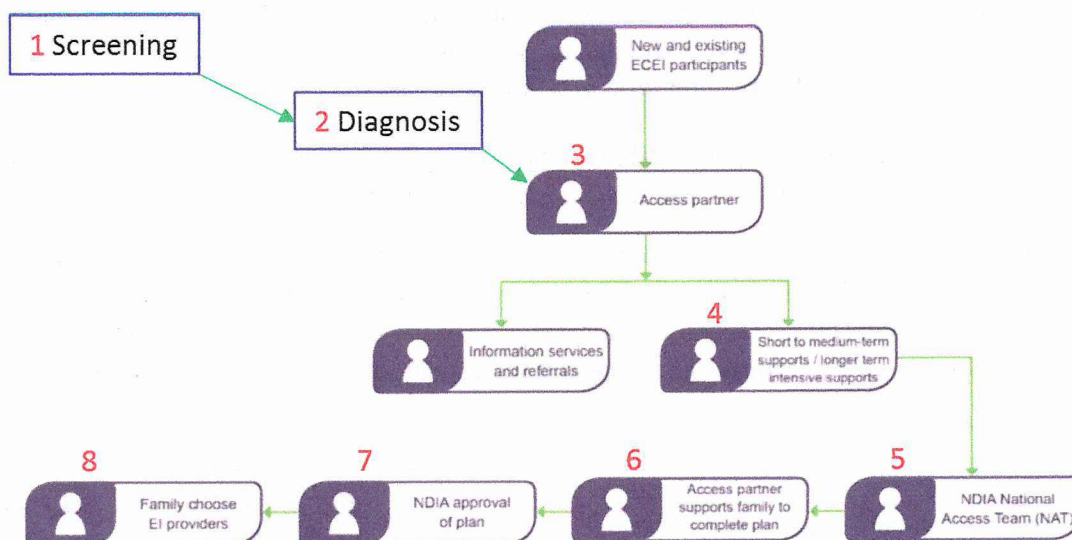 1 Screening
New and existing
ECEI participants
2 Diagnosis
3
Access partner
4
Information services
and referrals
Short to medium-term
supports / longer term
intensive supports
8
7
6
5
Family choose
EI providers
NDIA approval
of plan
Access partner
supports family to
complete plan
NDIA National
Access Team (NAT)